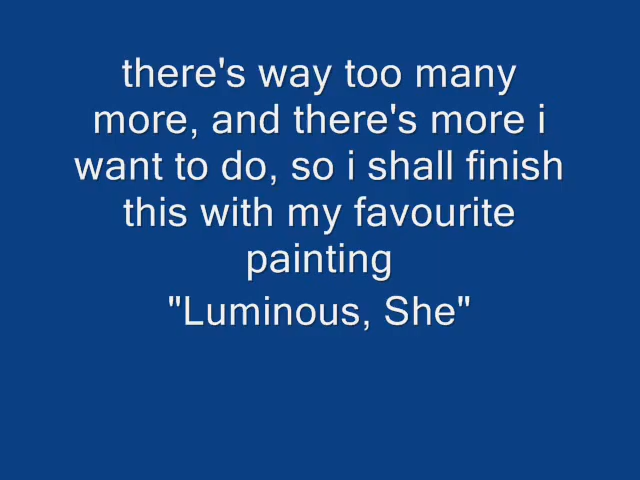 there's way too many
more, and there's more i
want to do, so i shall finish
this with my favourite
painting
"Luminous, She"